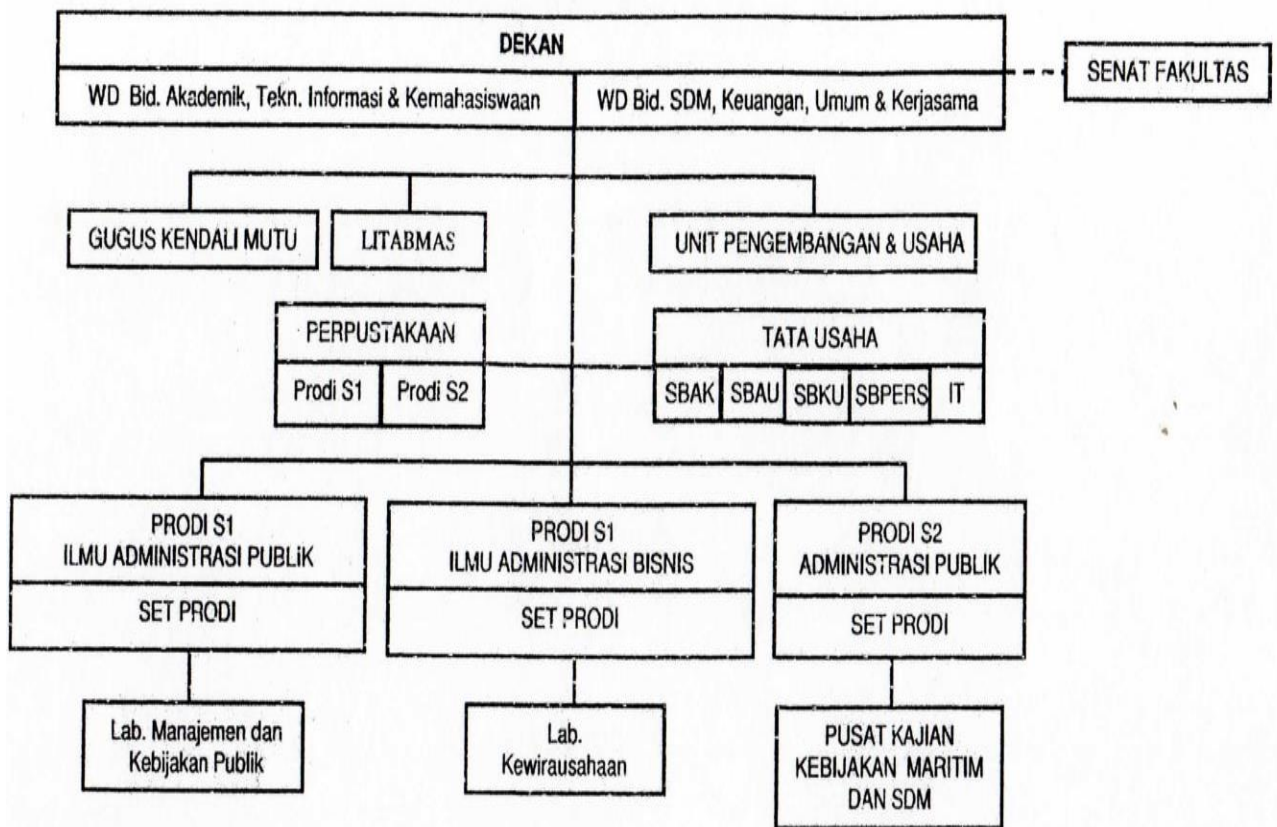 DEKAN
SENAT FAKULTAS
WD Bid. Akademik, Tekn. Informasi & Kemahasiswaan
WD Bid. SDM, Keuangan, Umum & Kerjasama
GUGUS KENDALI MUTU
LITABMAS
UNIT PENGEMBANGAN & USAHA
PERPUSTAKAAN
Prodi S1
Prodi S2
TATA USAHA
SBAK
SBAU
SBKU
SBPERS
IT
PRODI S1
ILMU ADMINISTRASI PUBLIK
SET PRODI
PRODI S1
ILMU ADMINISTRASI BISNIS
SET PRODI
PRODI S2
ADMINISTRASI PUBLIK
SET PRODI
Lab. Manajemen dan
Kebijakan Publik
Lab.
Kewirausahaan
PUSAT KAJIAN
KEBIJAKAN MARITIM
DAN SDM